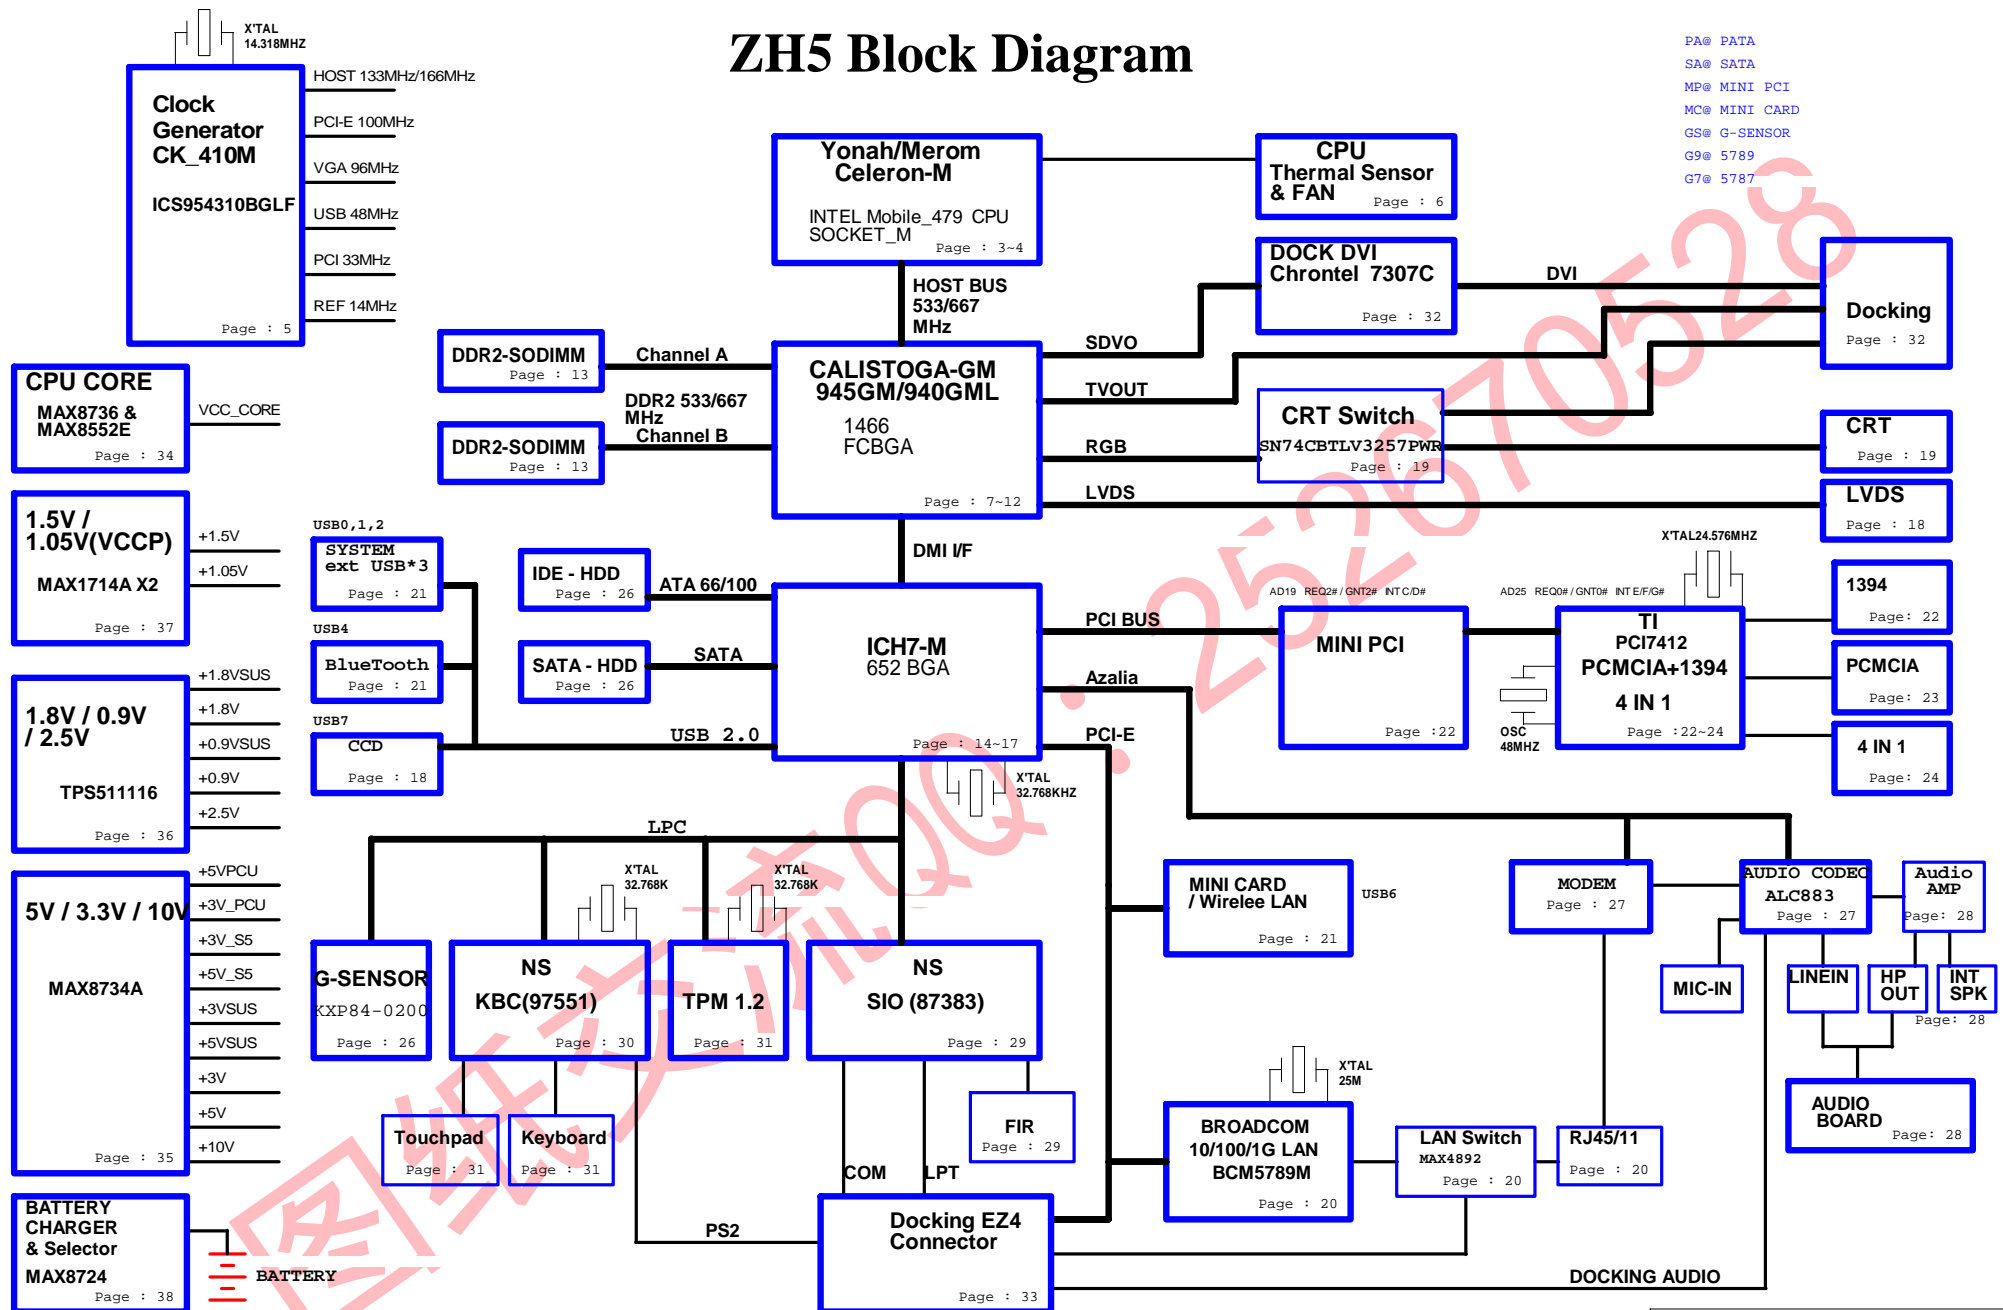 ZH5 Block Diagram
X'TAL
14.318MHZ
PA@ PATA
SA@ SATA
MP@ MINI PCI
MC@ MINI CARD
GS@ G-SENSOR
G9@ 5789
G7@ 5787
Clock
Generator
CK_410M
ICS954310BGLF
Page : 5
HOST 133MHz/166MHz
PCI-E 100MHz
VGA 96MHz
USB 48MHz
PCI 33MHz
REF 14MHz
Yonah/Merom
Celeron-M
INTEL Mobile_479 CPU
SOCKET_M
Page : 3~4
CPU
Thermal Sensor
& FAN
Page : 6
HOST BUS
533/667
MHz
DOCK DVI
Chrontel 7307C
Page : 32
DVI
Docking
Page : 32
DDR2-SODIMM
Page : 13
Channel A
DDR2 533/667
MHz
Channel B
DDR2-SODIMM
Page : 13
CALISTOGA-GM
945GM/940GML
1466
FCBGA
Page : 7~12
SDVO
TVOUT
RGB
LVDS
CRT Switch
SN74CBTLV3257PWR
Page : 19
CRT
Page : 19
LVDS
Page : 18
CPU CORE
MAX8736 &
MAX8552E
Page : 34
VCC_CORE
1.5V /
1.05V(VCCP)
MAX1714A X2
Page : 37
+1.5V
+1.05V
USB0,1,2
SYSTEM
ext USB*3
Page : 21
USB4
BlueTooth
Page : 21
USB7
CCD
Page : 18
USB 2.0
IDE - HDD
Page : 26
ATA 66/100
SATA - HDD
Page : 26
SATA
DMI I/F
ICH7-M
652 BGA
Page : 14~17
X'TAL
32.768KHZ
PCI BUS
Azalia
PCI-E
AD19 REQ2# / GNT2# INT C/D#
MINI PCI
Page :22
AD25 REQ0# / GNT0# INT E/F/G#
X'TAL24.576MHZ
TI
PCI7412
PCMCIA+1394
4 IN 1
Page :22~24
OSC
48MHZ
1394
Page: 22
PCMCIA
Page: 23
4 IN 1
Page: 24
1.8V / 0.9V
/ 2.5V
TPS511116
Page : 36
+1.8VSUS
+1.8V
+0.9VSUS
+0.9V
+2.5V
5V / 3.3V / 10V
MAX8734A
Page : 35
+5VPCU
+3V_PCU
+3V_S5
+5V_S5
+3VSUS
+5VSUS
+3V
+5V
+10V
LPC
X'TAL
32.768K
X'TAL
32.768K
G-SENSOR
KXP84-0200
Page : 26
NS
KBC(97551)
Page : 30
TPM 1.2
Page : 31
NS
SIO (87383)
Page : 29
Touchpad
Page : 31
Keyboard
Page : 31
FIR
Page : 29
COM
LPT
PS2
MINI CARD
/ Wirelee LAN
Page : 21
USB6
MODEM
Page : 27
AUDIO CODEC
ALC883
Page : 27
Audio
AMP
Page: 28
MIC-IN
LINEIN
HP
OUT
INT
SPK
Page: 28
AUDIO
BOARD
Page: 28
X'TAL
25M
BROADCOM
10/100/1G LAN
BCM5789M
Page : 20
LAN Switch
MAX4892
Page : 20
RJ45/11
Page : 20
BATTERY
CHARGER
& Selector
MAX8724
Page : 38
BATTERY
Docking EZ4
Connector
Page : 33
DOCKING AUDIO
图纸交流QQ：2526710528